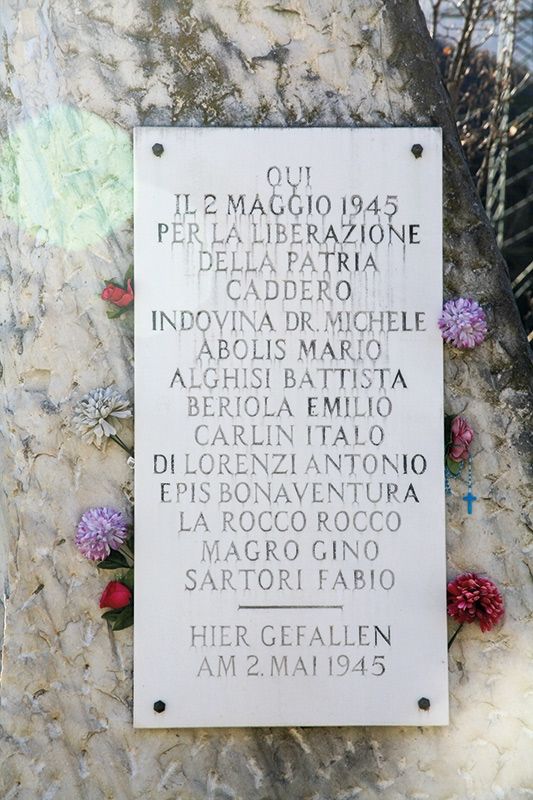 QUI
IL 2 MAGGIO 1945
PER LA LIBERAZIONE
DELLA PATRIA
CADDERO
INDOVINA DR. MICHELE
ABOLIS MARIO
ALGHISI BATTISTA
BERIOLA EMILIO
CARLIN ITALO
DI LORENZI ANTONIO
EPIS BONAVENTURA
LA ROCCO ROCCO
MAGRO GINO
SARTORI FABIO
HIER GEFALLEN
AM 2. MAI 1945